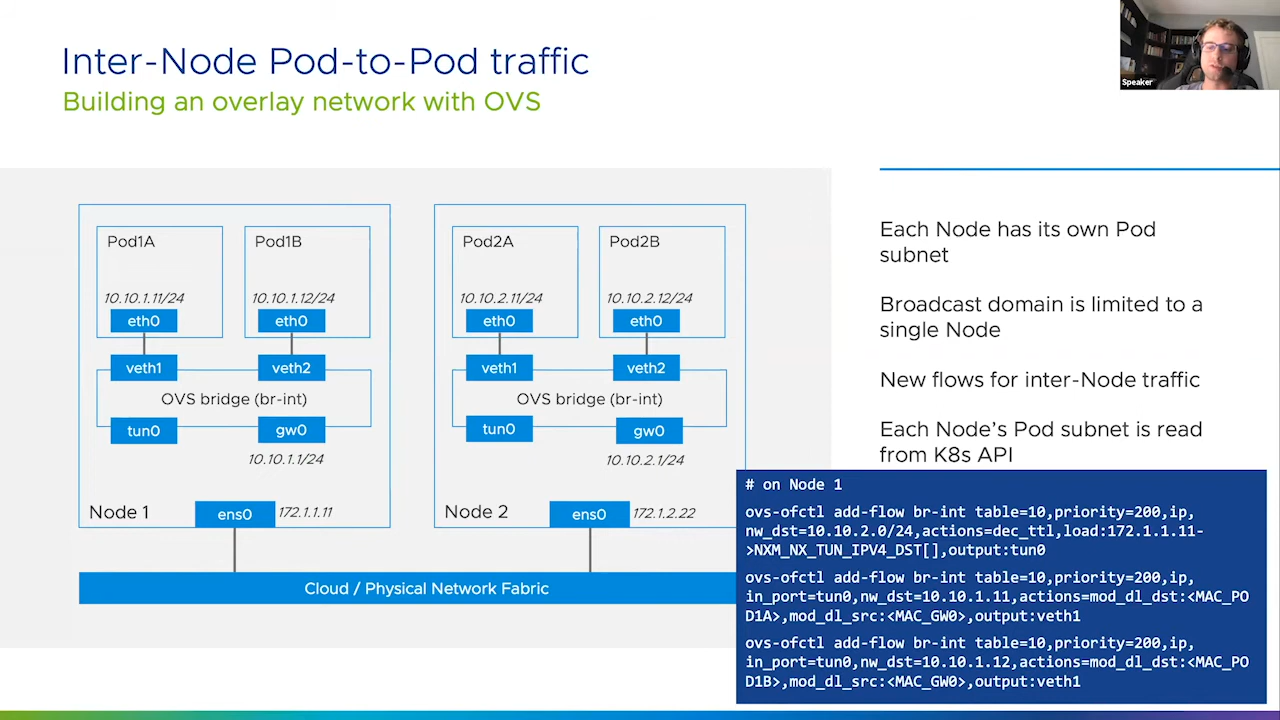 Inter-Node Pod-to-Pod traffic
Building an overlay network with OVS
Speaker
Pod1A
Pod1B
10.10.1.11/24
10.10.1.12/24
eth0
eth0
veth1
veth2
OVS bridge (br-int)
tun0
gw0
10.10.1.1/24
Node 1
ens0
172.1.1.11
Pod2A
Pod2B
10.10.2.11/24
10.10.2.12/24
eth0
eth0
veth1
veth2
OVS bridge (br-int)
tun0
gw0
10.10.2.1/24
Node 2
ens0
172.1.2.22
Cloud / Physical Network Fabric
Each Node has its own Pod
subnet
Broadcast domain is limited to a
single Node
New flows for inter-Node traffic
Each Node's Pod subnet is read
from K8s API
# on Node 1
ovs-ofctl add-flow br-int table=10,priority=200,ip,
nw_dst=10.10.2.0/24,actions=dec_ttl,load:172.1.1.11-
>NXM_NX_TUN_IPV4_DST[],output:tun0
ovs-ofctl add-flow br-int table=10,priority=200,ip,
in_port=tun0,nw_dst=10.10.1.11,actions=mod_dl_dst:<MAC_PO
D1A>,mod_dl_src:<MAC_GW0>,output:veth1
ovs-ofctl add-flow br-int table=10,priority=200,ip,
in_port=tun0,nw_dst=10.10.1.12,actions=mod_dl_dst:<MAC_PO
D1B>,mod_dl_src:<MAC_GW0>,output:veth1